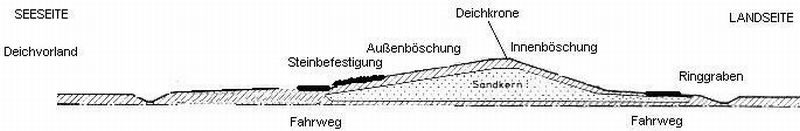 SEESEITE
Deichkrone
LANDSEITE
Deichvorland
Außenböschung
Innenböschung
Steinbefestigung
Ringgraben
Sandkern
Fahrweg
Fahrweg